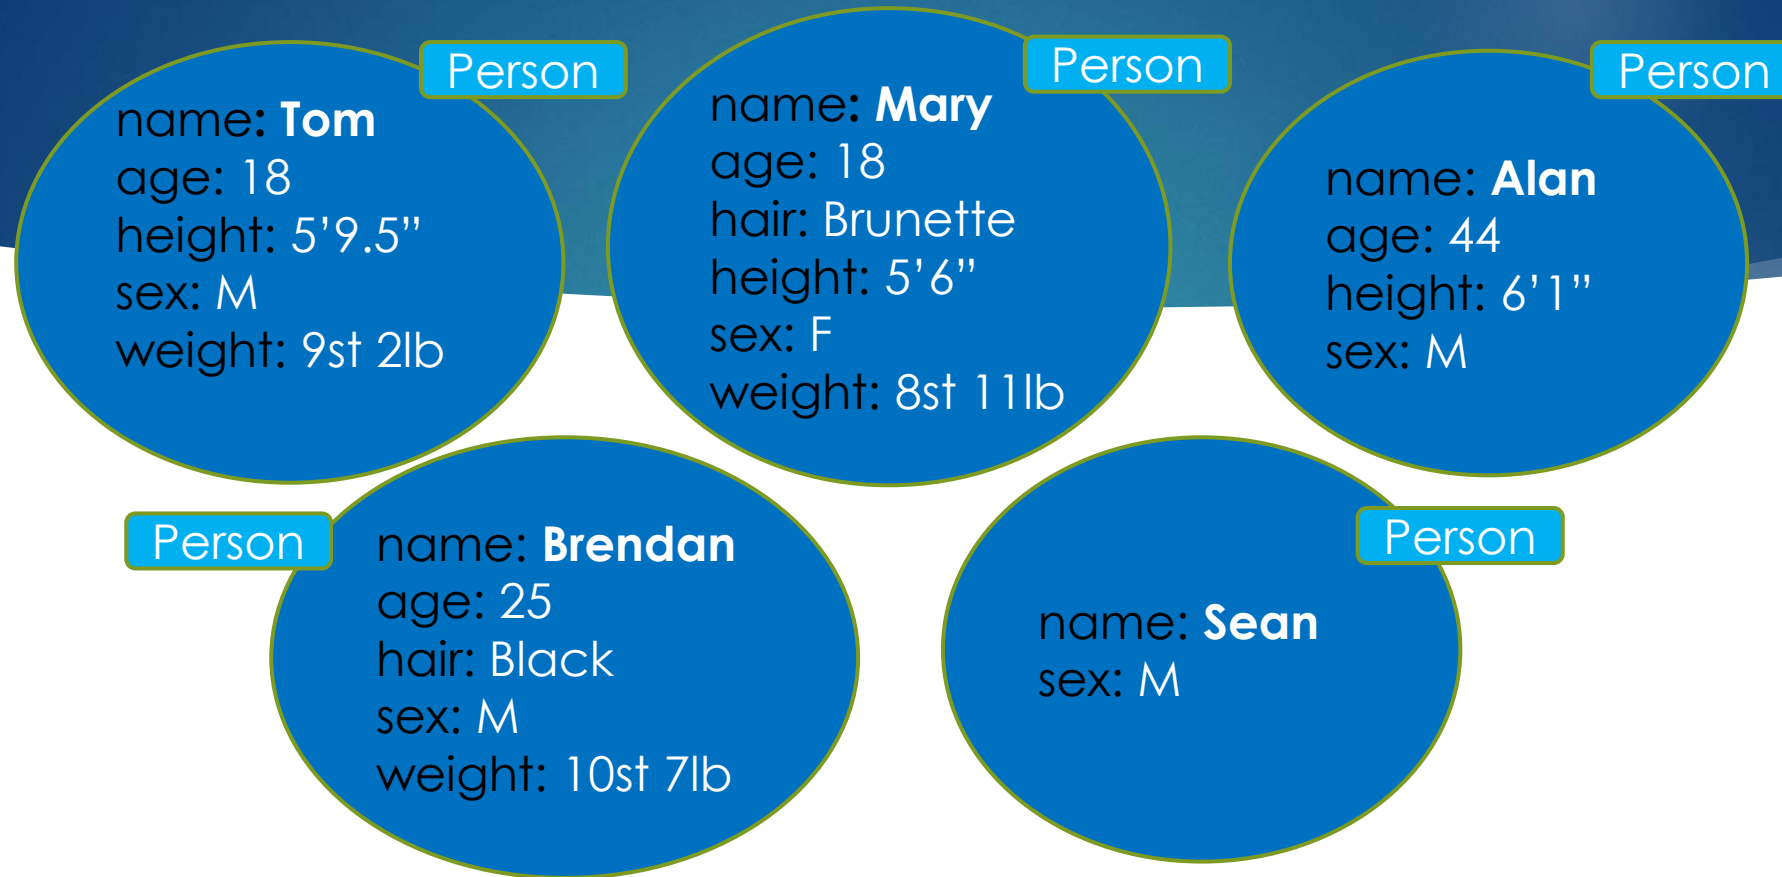 Person
name: Tom
age: 18
height: 5’9.5”
sex: M
weight: 9st 2lb
Person
name: Mary
age: 18
hair: Brunette
height: 5’6”
sex: F
weight: 8st 11lb
Person
name: Alan
age: 44
height: 6’1”
sex: M
Person
name: Brendan
age: 25
hair: Black
sex: M
weight: 10st 7lb
Person
name: Sean
sex: M